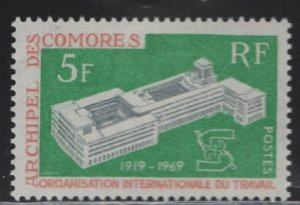 ARCHIPEL DES COMORES
5F
RF
1919-1969
POSTES
ORGANISATION INTERNATIONALE DU TRAVAIL